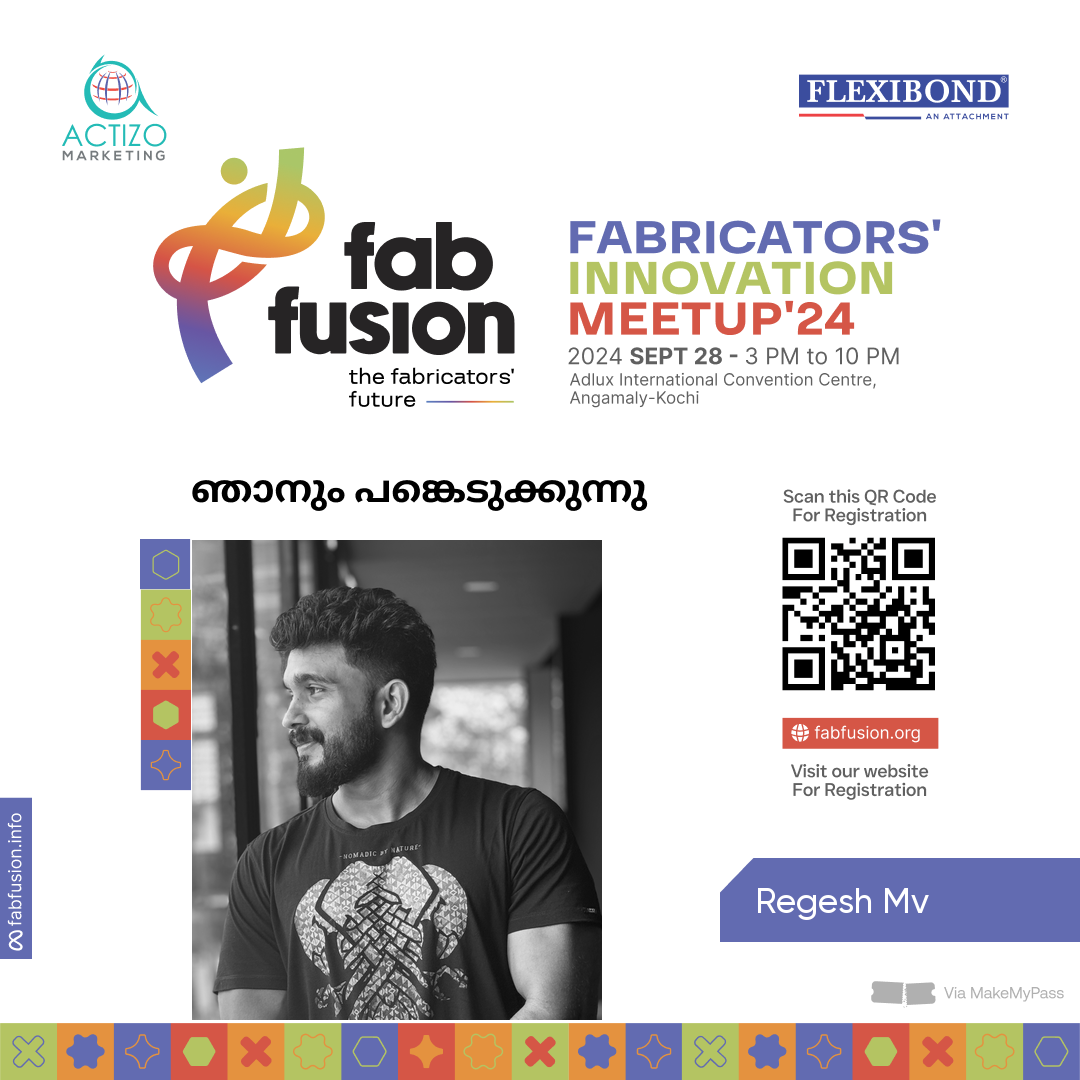 ACTIZO
MARKETING
FLEXIBOND®
AN ATTACHMENT
fab
fusion
the fabricators'
future
FABRICATORS'
INNOVATION
MEETUP'24
2024 SEPT 28 - 3 PM to 10 PM
Adlux International Convention Centre,
Angamaly-Kochi
ഞാനും പങ്കെടുക്കുന്നു
Scan this QR Code
For Registration
fabfusion.org
Visit our website
For Registration
NOMADIC BY NATURE
fabfusion.info
Regesh Mv
Via MakeMyPass